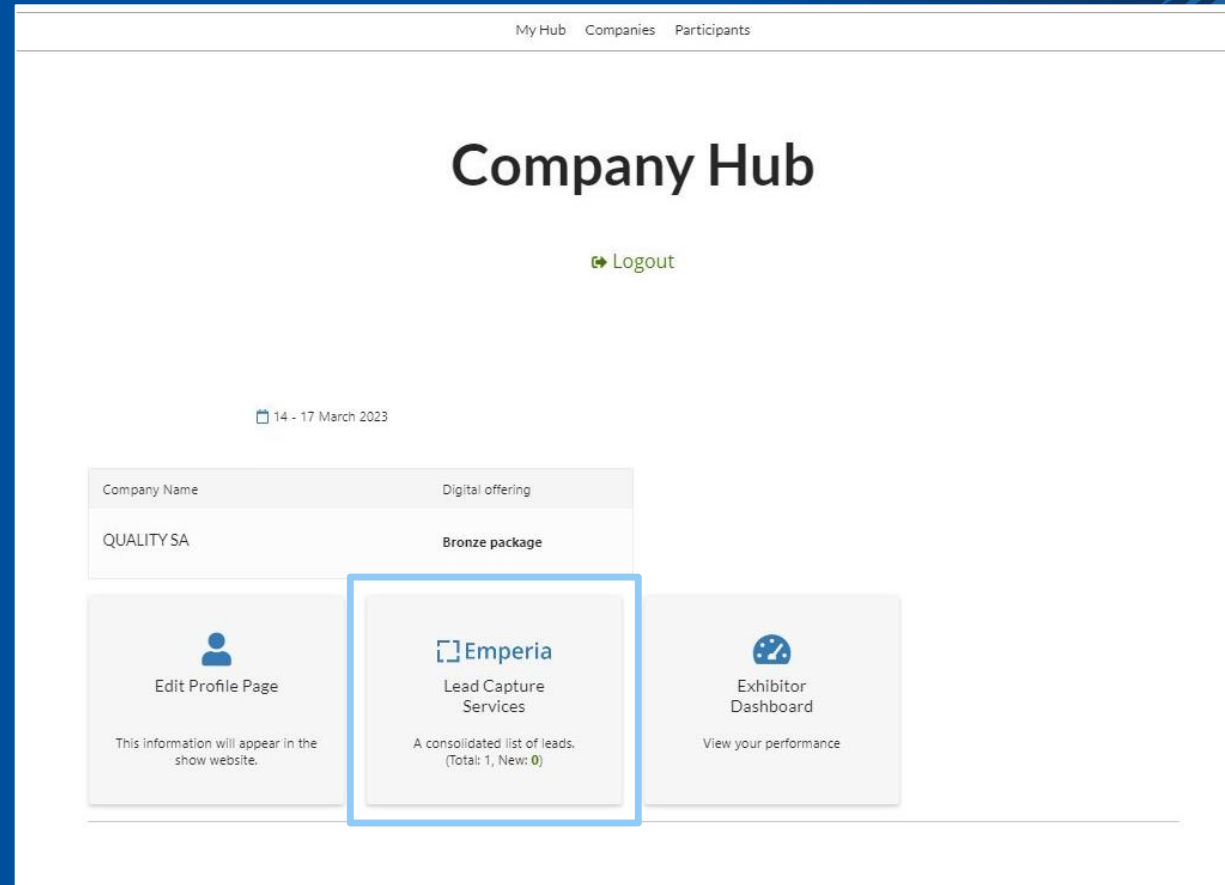 My Hub Companies Participants
Company Hub
Logout
14 - 17 March 2023
Company Name Digital offering
QUALITY SA Bronze package
Edit Profile Page
This information will appear in the
show website.
Emperia
Lead Capture
Services
A consolidated list of leads.
(Total: 1, New: 0)
Exhibitor
Dashboard
View your performance